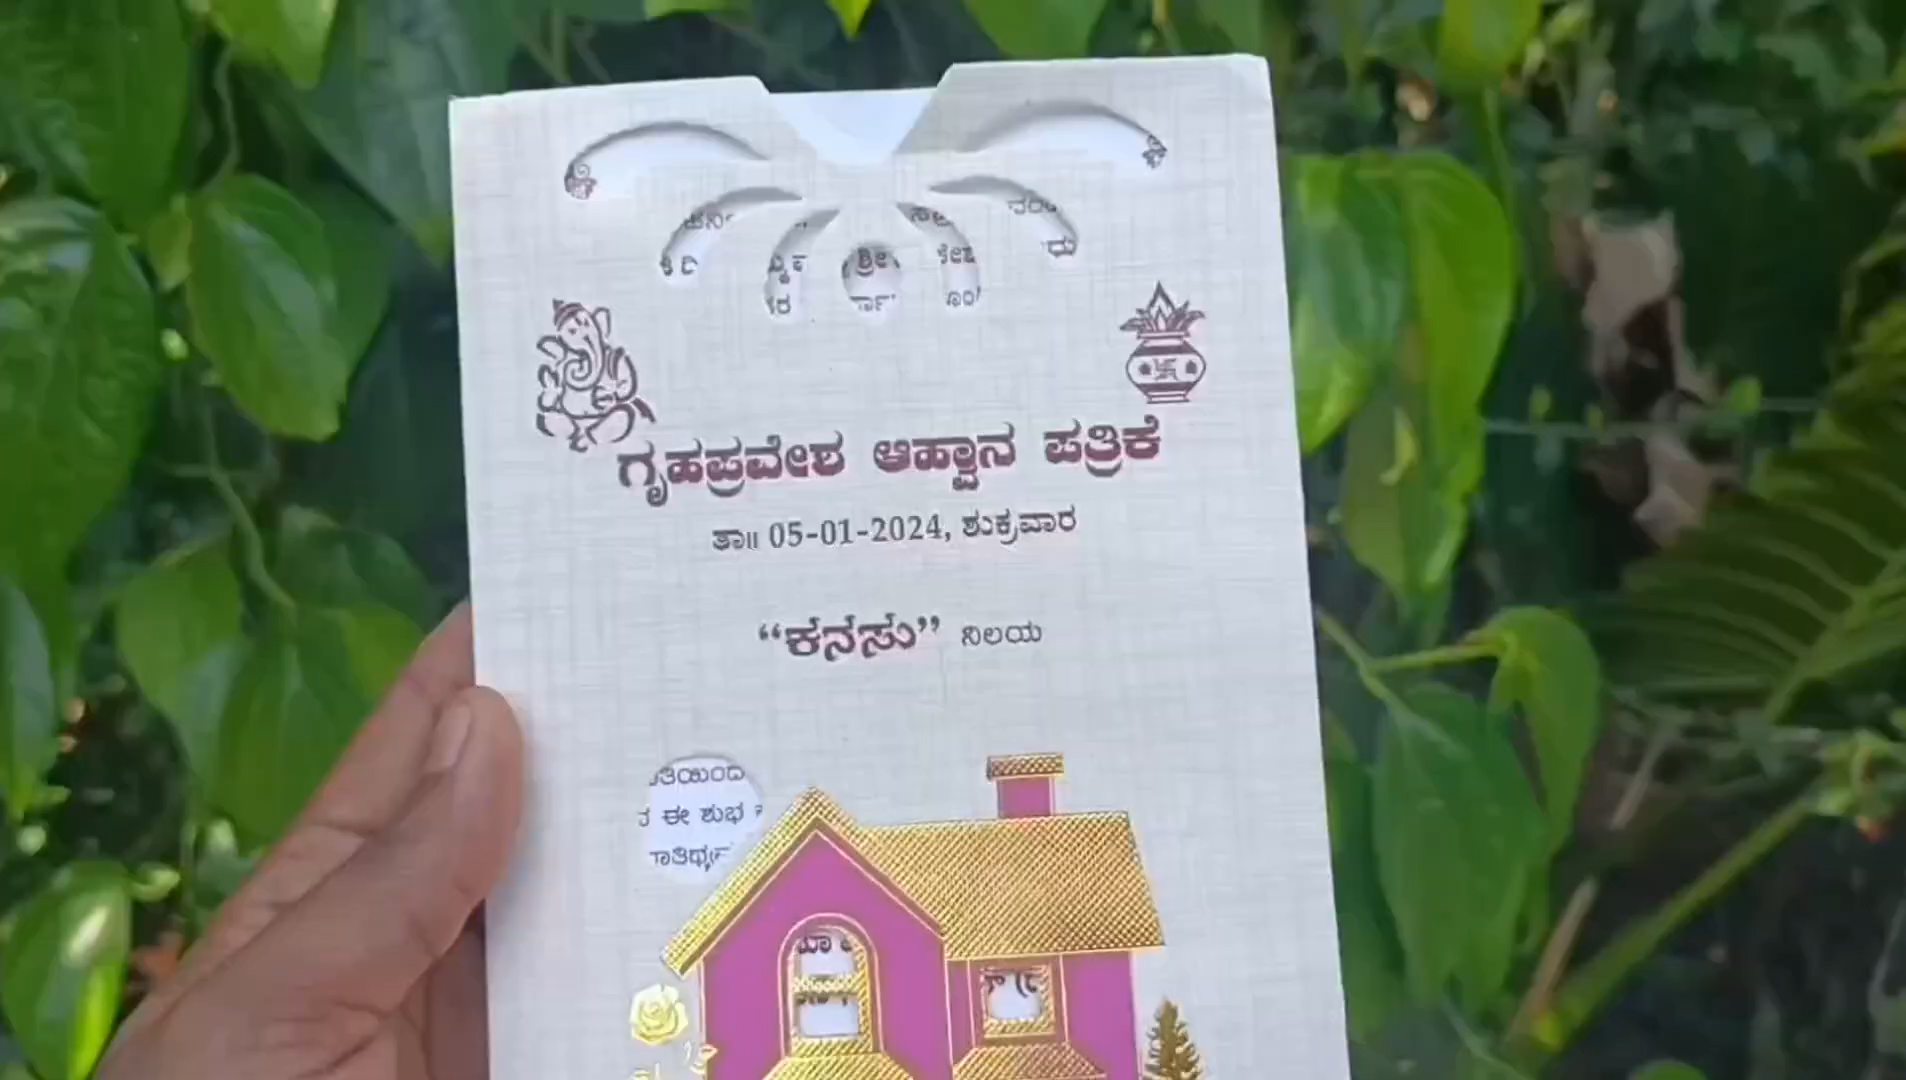 ಶ್ರೀ
ಗೃಹಪ್ರವೇಶ ಆಹ್ವಾನ ಪತ್ರಿಕೆ
ತಾ॥ 05-01-2024, ಶುಕ್ರವಾರ
“ಕನಸು” ನಿಲಯ
ತಿಯಿಂದ
ಈ ಶುಭ